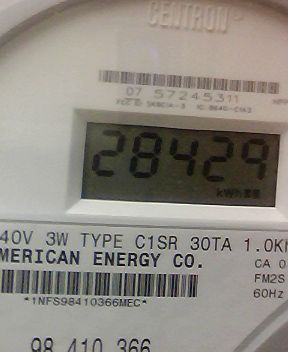 CENTRON
07 57245311
28429
kWh
40V 3W TYPE C1SR 30TA 1.0K
MERICAN ENERGY CO.
CA 0
FM2S
60Hz
*1NFS98410366MEC*
98 410 366